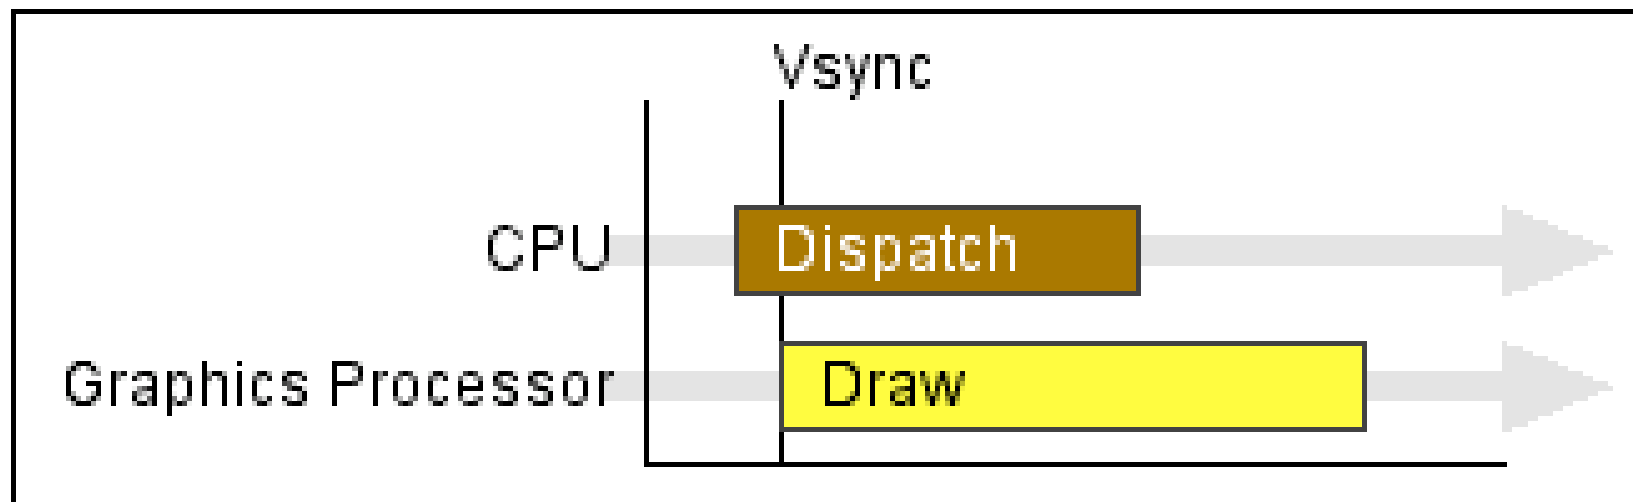 Vsync
CPU
Dispatch
Graphics Processor
Draw